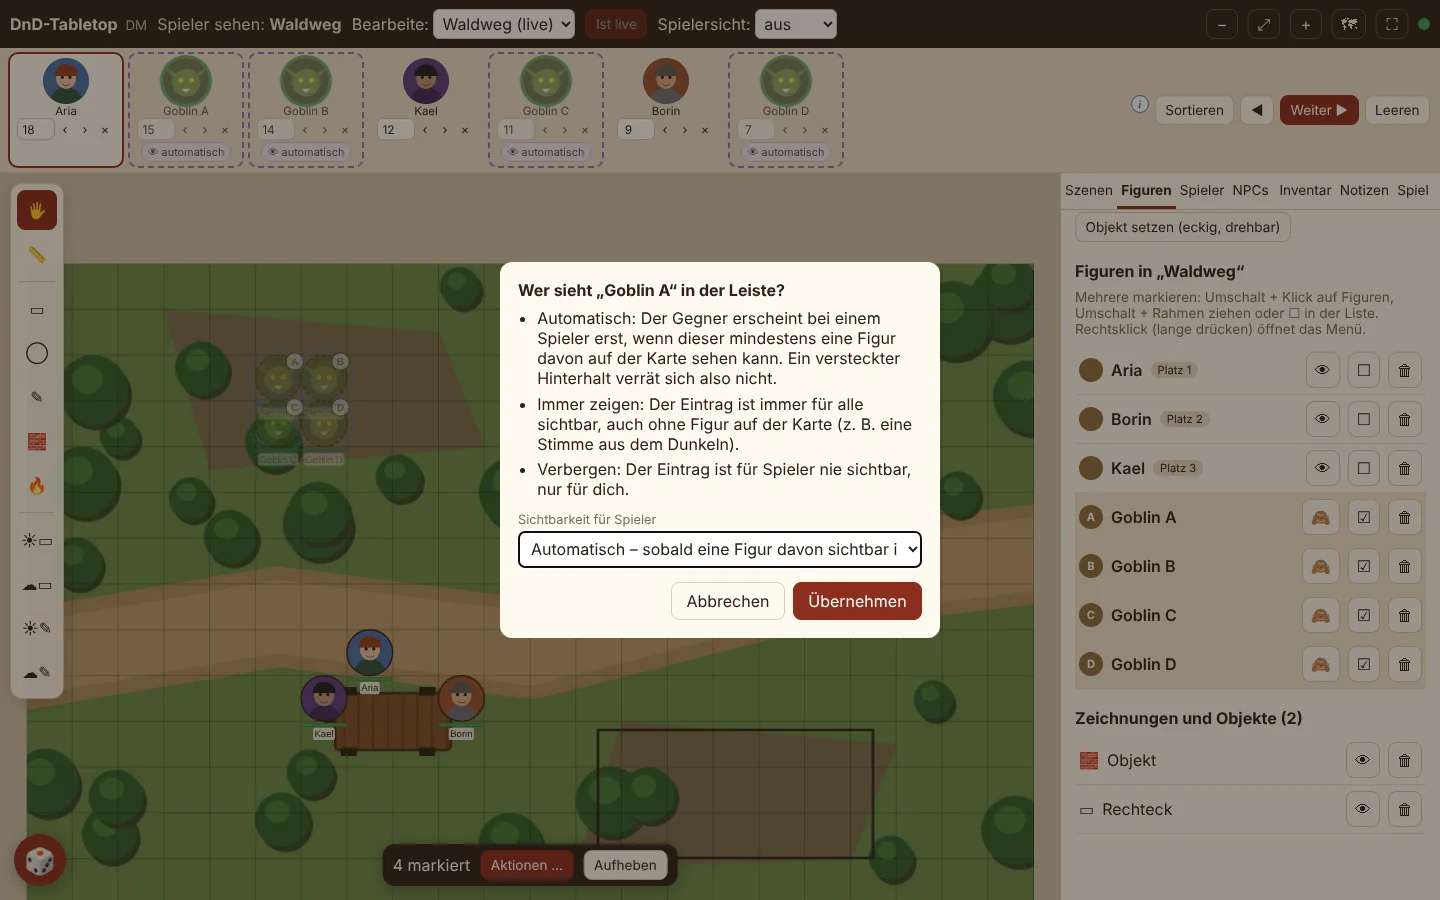 DnD-Tabletop DM Spieler sehen: Waldweg Bearbeite: Waldweg (live) Ist live Spielersicht: aus
Aria
18
Goblin A
15
automatisch
Goblin B
14
automatisch
Kael
12
Goblin C
11
automatisch
Borin
9
Goblin D
7
automatisch
Sortieren
Weiter
Leeren
Szenen Figuren Spieler NPCs Inventar Notizen Spiel
Objekt setzen (eckig, drehbar)
Figuren in „Waldweg“
Mehrere markieren: Umschalt + Klick auf Figuren,
Umschalt + Rahmen ziehen oder ☐ in der Liste.
Rechtsklick (lange drücken) öffnet das Menü.
Aria Platz 1
Borin Platz 2
Kael Platz 3
A Goblin A
B Goblin B
C Goblin C
D Goblin D
Zeichnungen und Objekte (2)
Objekt
Rechteck
Wer sieht „Goblin A“ in der Leiste?
• Automatisch: Der Gegner erscheint bei einem
Spieler erst, wenn dieser mindestens eine Figur
davon auf der Karte sehen kann. Ein versteckter
Hinterhalt verrät sich also nicht.
• Immer zeigen: Der Eintrag ist immer für alle
sichtbar, auch ohne Figur auf der Karte (z. B. eine
Stimme aus dem Dunkeln).
• Verbergen: Der Eintrag ist für Spieler nie sichtbar,
nur für dich.
Sichtbarkeit für Spieler
Automatisch – sobald eine Figur davon sichtbar i
Abbrechen
Übernehmen
A
B
C
D
Goblin C
Goblin D
Aria
Kael
Borin
4 markiert Aktionen ... Aufheben